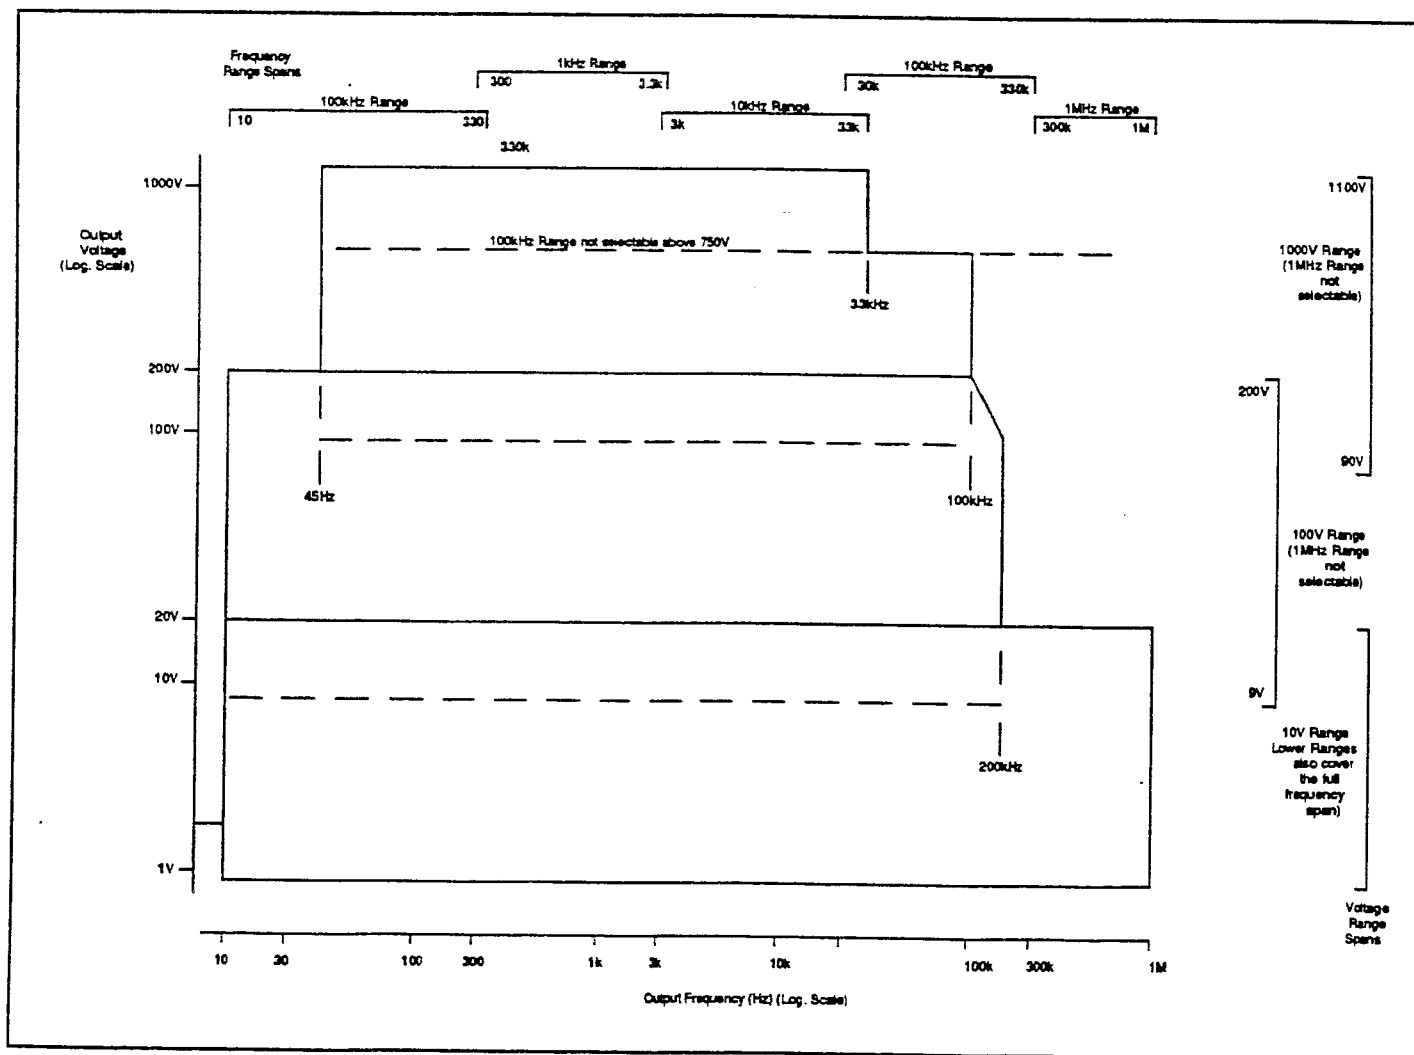 Frequency
Range Spans
1kHz Range
300
3.3k
100kHz Range
30k
330k
100kHz Range
10
330
10kHz Range
3k
33k
1MHz Range
300k
1M
330k
1000V
Output
Voltage
(Log. Scale)
100kHz Range not selectable above 750V
33kHz
1100V
1000V Range
(1MHz Range
not
selectable)
90V
200V
100V
45Hz
100kHz
200V
100V Range
(1MHz Range
not
selectable)
9V
20V
10V
200kHz
10V Range
Lower Ranges
also cover
the full
frequency
span)
1V
Voltage
Range
Spans
10
30
100
300
1k
3k
10k
100k
300k
1M
Output Frequency (Hz) (Log. Scale)